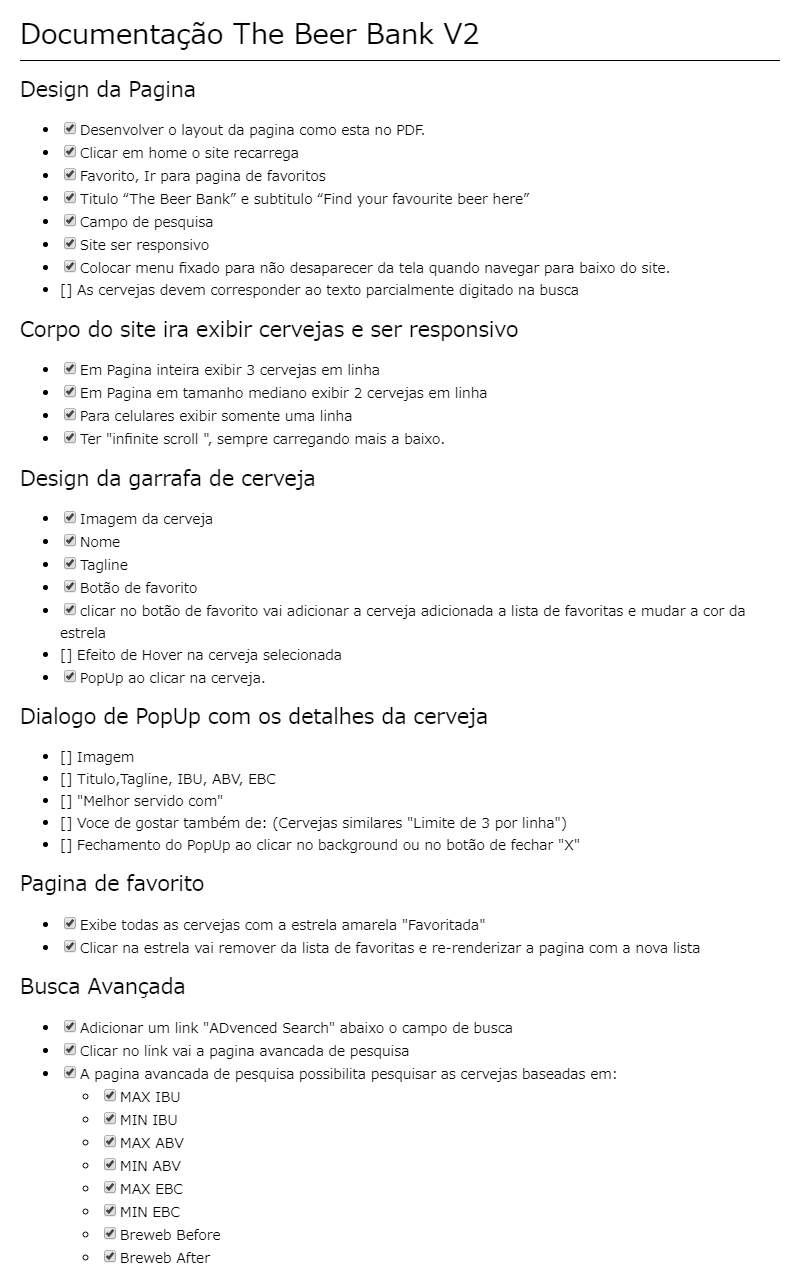 Documentação The Beer Bank V2
Design da Pagina
Desenvolver o layout da pagina como esta no PDF.
Clicar em home o site recarrega
Favorito, Ir para pagina de favoritos
Titulo “The Beer Bank” e subtitulo “Find your favourite beer here”
Campo de pesquisa
Site ser responsivo
Colocar menu fixado para não desaparecer da tela quando navegar para baixo do site.
[] As cervejas devem corresponder ao texto parcialmente digitado na busca
Corpo do site ira exibir cervejas e ser responsivo
Em Pagina inteira exibir 3 cervejas em linha
Em Pagina em tamanho mediano exibir 2 cervejas em linha
Para celulares exibir somente uma linha
Ter "infinite scroll ", sempre carregando mais a baixo.
Design da garrafa de cerveja
Imagem da cerveja
Nome
Tagline
Botão de favorito
clicar no botão de favorito vai adicionar a cerveja adicionada a lista de favoritas e mudar a cor da
estrela
[] Efeito de Hover na cerveja selecionada
PopUp ao clicar na cerveja.
Dialogo de PopUp com os detalhes da cerveja
[] Imagem
[] Titulo,Tagline, IBU, ABV, EBC
[] "Melhor servido com"
[] Voce de gostar também de: (Cervejas similares "Limite de 3 por linha")
[] Fechamento do PopUp ao clicar no background ou no botão de fechar "X"
Pagina de favorito
Exibe todas as cervejas com a estrela amarela "Favoritada"
Clicar na estrela vai remover da lista de favoritas e re-renderizar a pagina com a nova lista
Busca Avançada
Adicionar um link "ADvenced Search" abaixo o campo de busca
Clicar no link vai a pagina avancada de pesquisa
A pagina avancada de pesquisa possibilita pesquisar as cervejas baseadas em:
MAX IBU
MIN IBU
MAX ABV
MIN ABV
MAX EBC
MIN EBC
Breweb Before
Breweb After